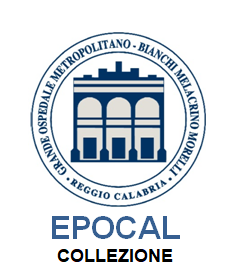 GRANDE OSPEDALE METROPOLITANO - BIANCHI MELACRINO MORELLI
· REGGIO CALABRIA ·
EPOCAL
COLLEZIONE